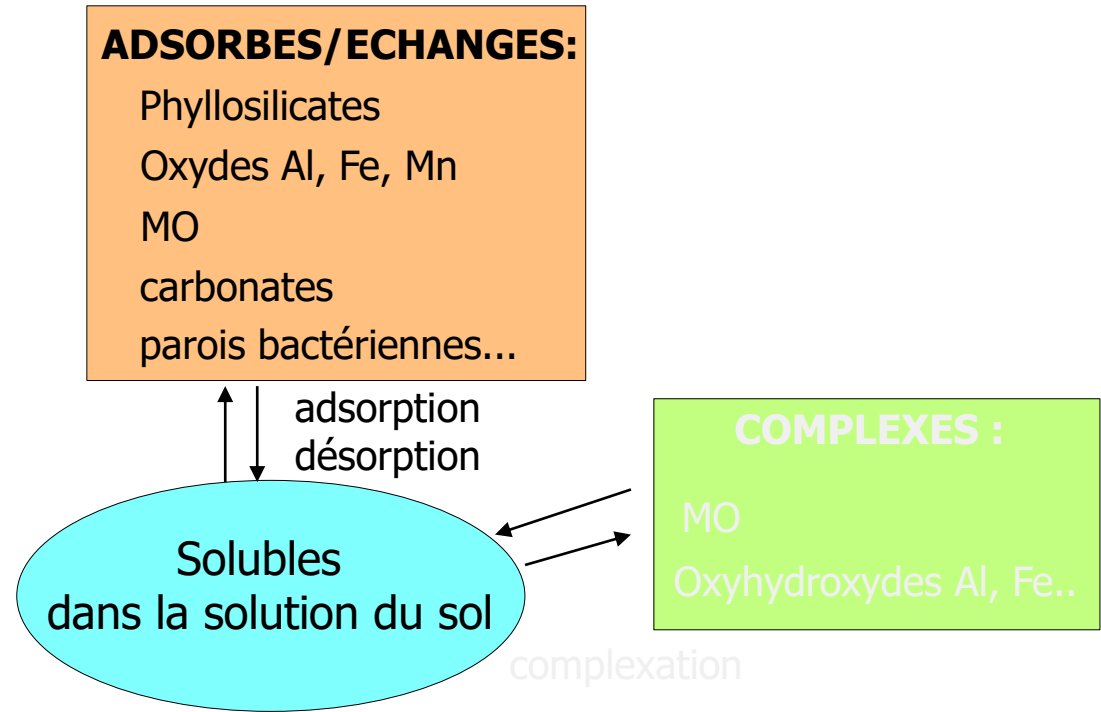 ADSORBES/ECHANGES:
Phyllosilicates
Oxydes Al, Fe, Mn
MO
carbonates
parois bactériennes...
adsorption
désorption
COMPLEXES :
MO
Oxyhydroxydes Al, Fe..
Solubles
dans la solution du sol
complexation